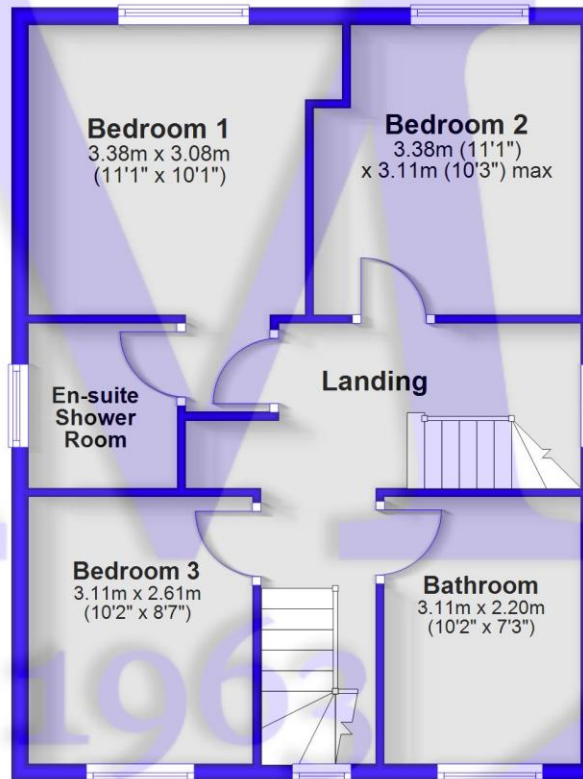 Bedroom 1
3.38m x 3.08m
(11'1" x 10'1")
Bedroom 2
3.38m (11'1")
x 3.11m (10'3") max
Landing
En-suite
Shower
Room
Bedroom 3
3.11m x 2.61m
(10'2" x 8'7")
Bathroom
3.11m x 2.20m
(10'2" x 7'3")
1963